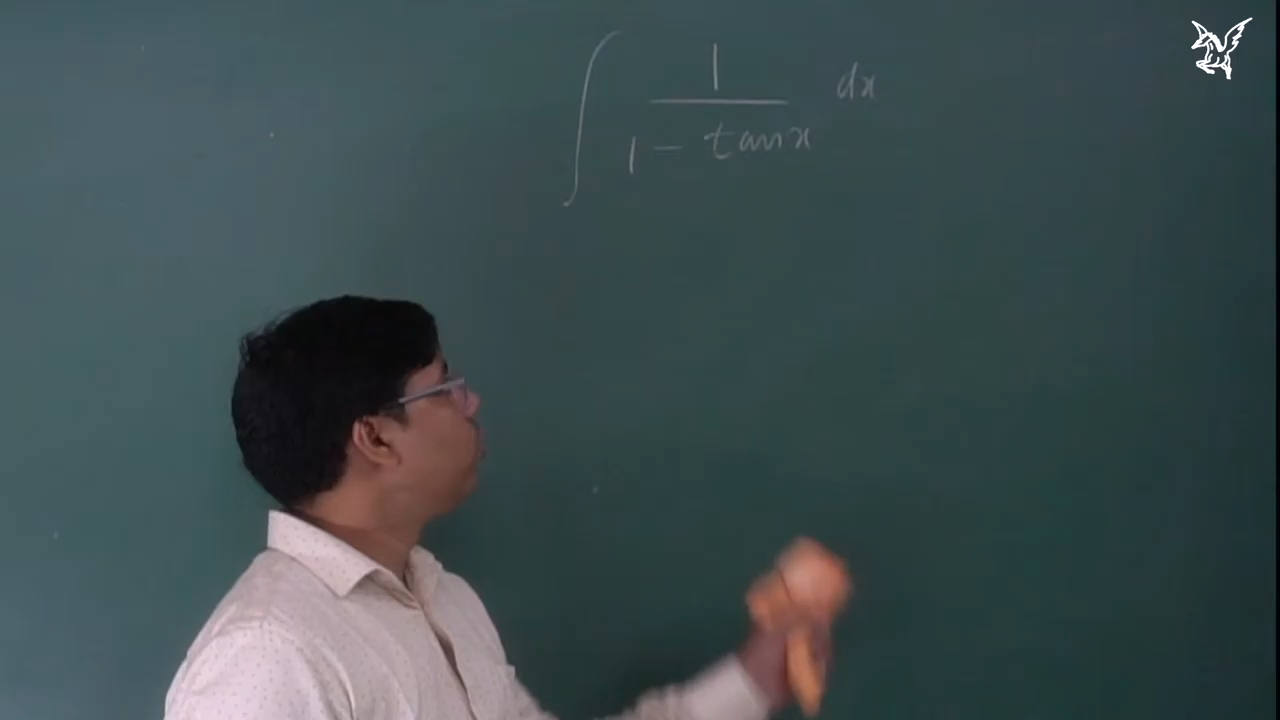 ∫ 1/(1 - tan x) dx